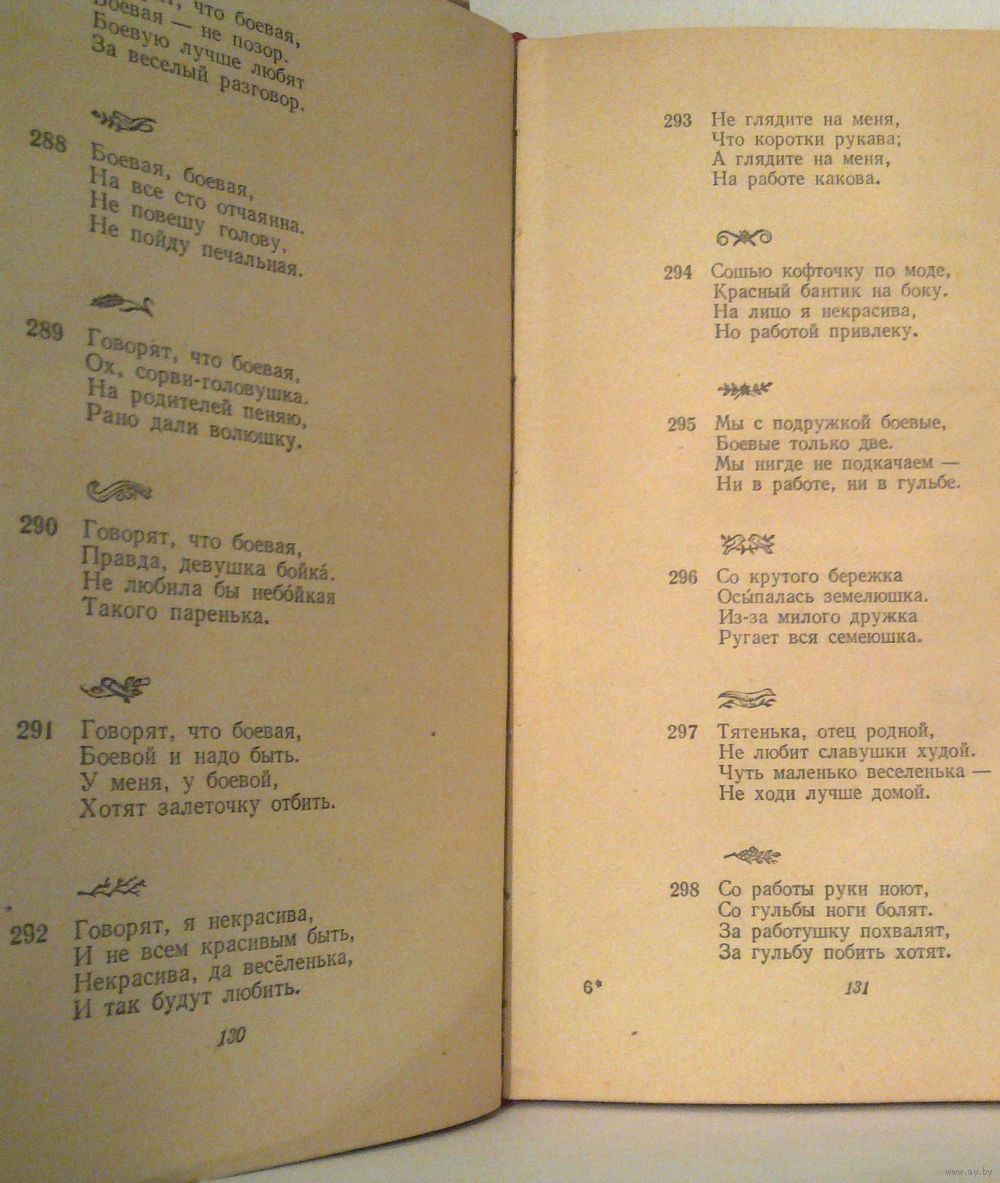 что боевая,
Боевая — не позор.
Боевую лучше любят
За веселый разговор.
288 Боевая, боевая,
На все сто отчаянна.
Не повешу голову,
Не пойду печальная.
289 Говорят, что боевая,
Ох, сорви-головушка.
На родителей пеняю,
Рано дали волюшку.
290 Говорят, что боевая,
Правда, девушка бойка́.
Не любила бы небо́йкая
Такого паренька.
291 Говорят, что боевая,
Боевой и надо быть.
У меня, у боевой,
Хотят залеточку отбить.
292 Говорят, я некрасива,
И не всем красивым быть,
Некрасива, да весёленька,
И так будут любить.
130
293 Не глядите на меня,
Что коротки рукава;
А глядите на меня,
На работе какова.
294 Сошью кофточку по моде,
Красный бантик на боку.
На лицо я некрасива,
Но работой привлеку.
295 Мы с подружкой боевые,
Боевые только две.
Мы нигде не подкачаем —
Ни в работе, ни в гульбе.
296 Со крутого бережка
Осы́палась земелюшка.
Из-за милого дружка
Ругает вся семеюшка.
297 Тятенька, отец родной,
Не любит славушки худой.
Чуть маленько веселенька —
Не ходи лучше домой.
298 Со работы руки ноют,
Со гульбы ноги болят.
За работушку похвалят,
За гульбу побить хотят.
6* 131
www.ay.by